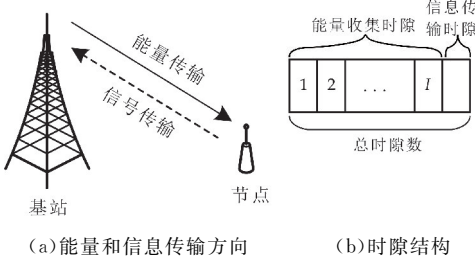 能量传输
信号传输
基站
节点
(a)能量和信息传输方向
能量收集时隙
信息传
输时隙
1 2 ... I
总时隙数
(b)时隙结构